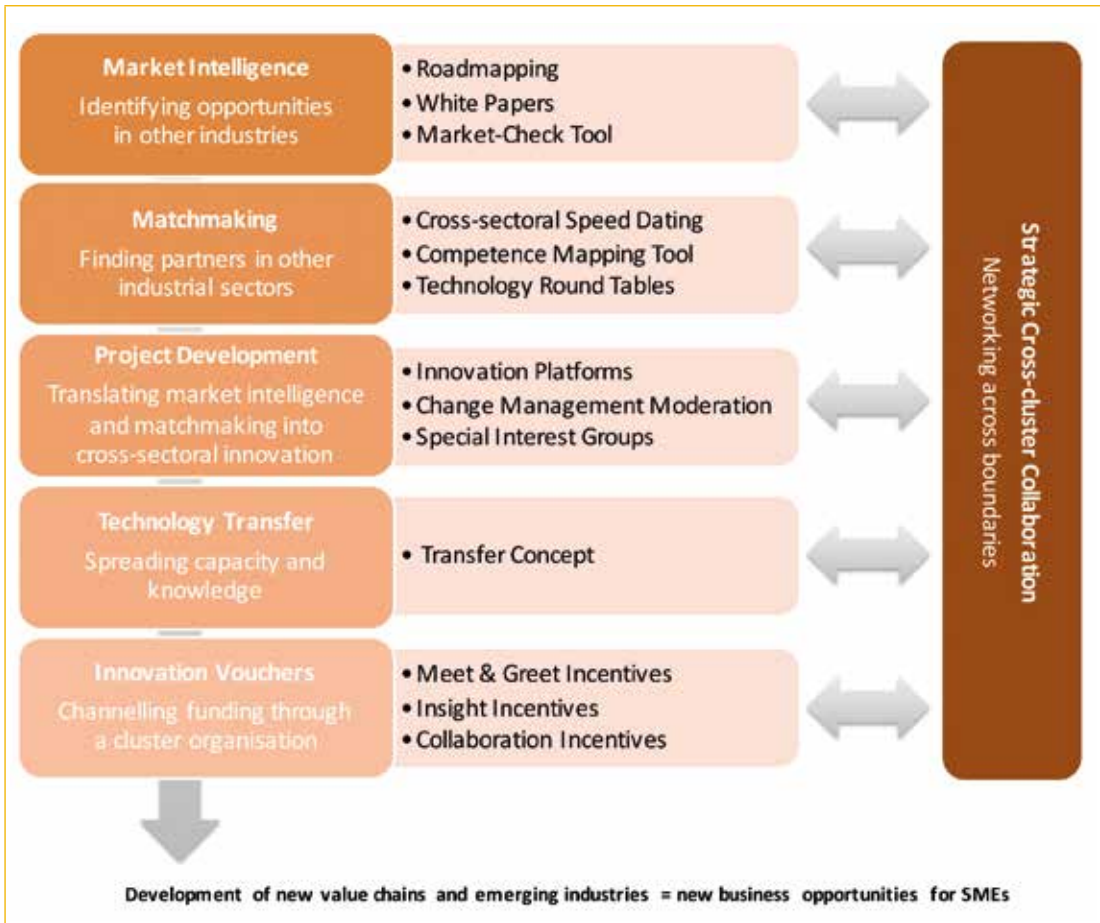 Market Intelligence
Identifying opportunities
in other industries
• Roadmapping
• White Papers
• Market-Check Tool
Matchmaking
Finding partners in other
industrial sectors
• Cross-sectoral Speed Dating
• Competence Mapping Tool
• Technology Round Tables
Project Development
Translating market intelligence
and matchmaking into
cross-sectoral innovation
• Innovation Platforms
• Change Management Moderation
• Special Interest Groups
Technology Transfer
Spreading capacity and
knowledge
• Transfer Concept
Innovation Vouchers
Channelling funding through
a cluster organisation
• Meet & Greet Incentives
• Insight Incentives
• Collaboration Incentives
Strategic Cross-cluster Collaboration
Networking across boundaries
Development of new value chains and emerging industries = new business opportunities for SMEs